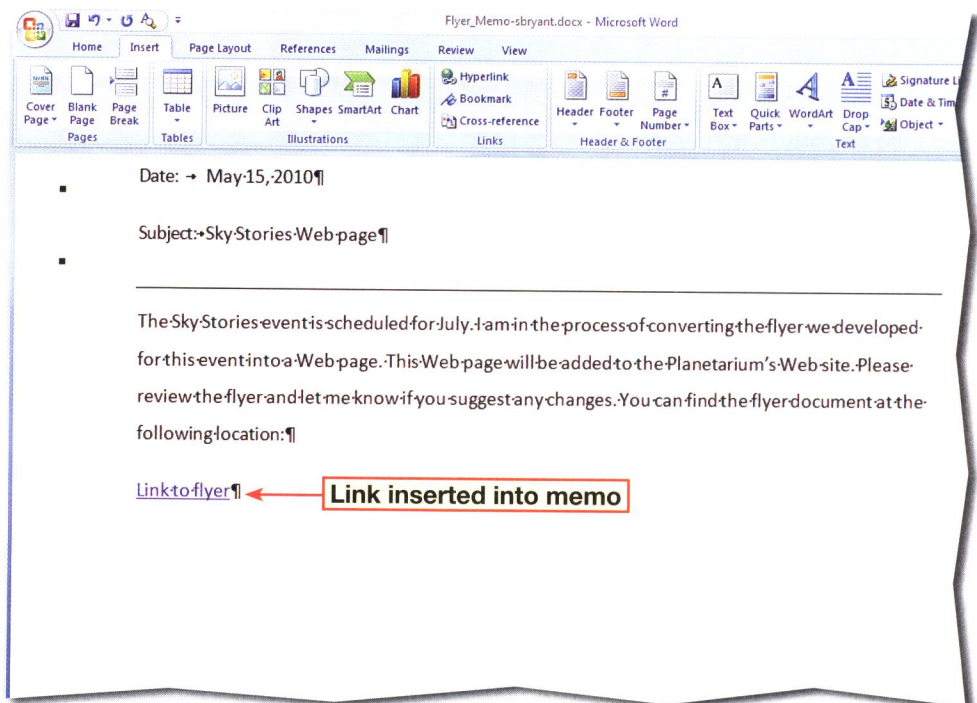 Flyer_Memo-sbryant.docx - Microsoft Word
Home Insert Page Layout References Mailings Review View
Cover Page Blank Page Page Break
Pages
Table
Tables
Picture Clip Art Shapes SmartArt Chart
Illustrations
Hyperlink
Bookmark
Cross-reference
Links
Header Footer Page Number
Header & Footer
Text Box Quick Parts WordArt Drop Cap
Signature Li
Date & Tim
Object
Text
Date: → May·15,·2010¶
Subject:→Sky·Stories·Web·page¶
The·Sky·Stories·event·is·scheduled·for·July.·I·am·in·the·process·of·converting·the·flyer·we·developed·
for·this·event·into·a·Web·page.·This·Web·page·will·be·added·to·the·Planetarium's·Web·site.·Please·
review·the·flyer·and·let·me·know·if·you·suggest·any·changes.·You·can·find·the·flyer·document·at·the·
following·location:¶
Link·to·flyer¶
Link inserted into memo